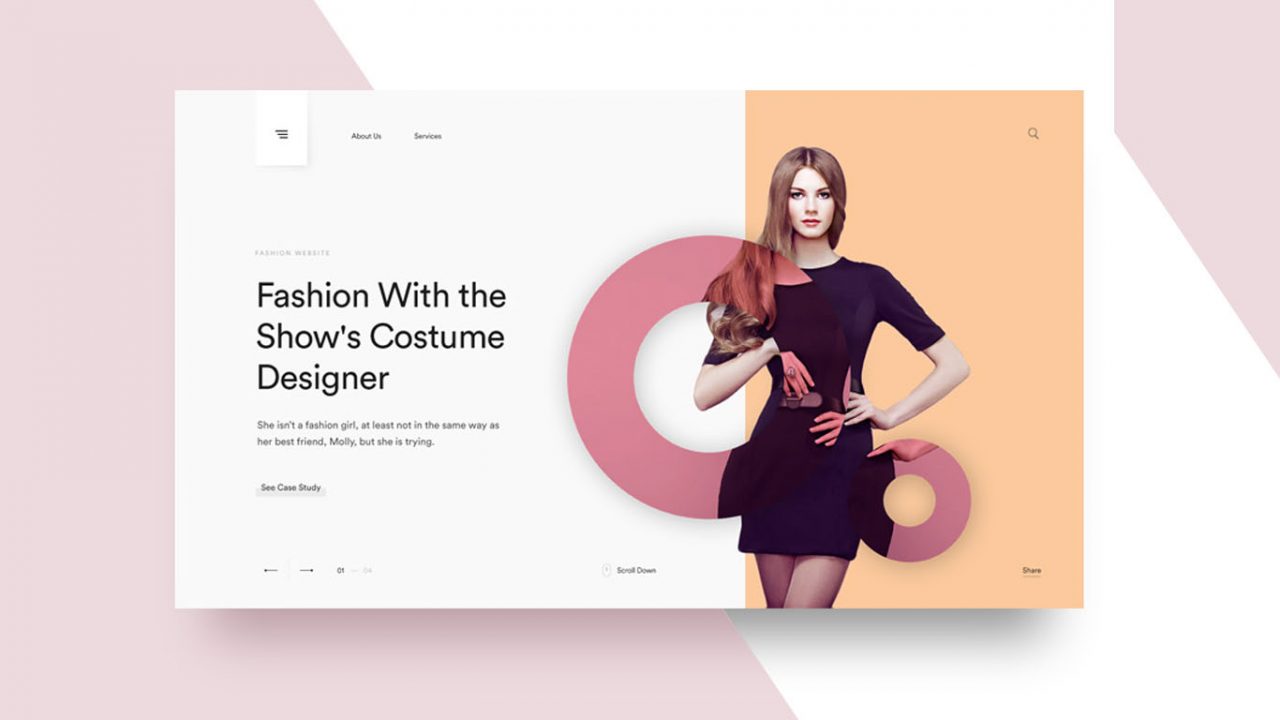 About Us
Services
FASHION WEBSITE
Fashion With the
Show's Costume
Designer
She isn't a fashion girl, at least not in the same way as
her best friend, Molly, but she is trying.
See Case Study
01 — 04
Scroll Down
Share